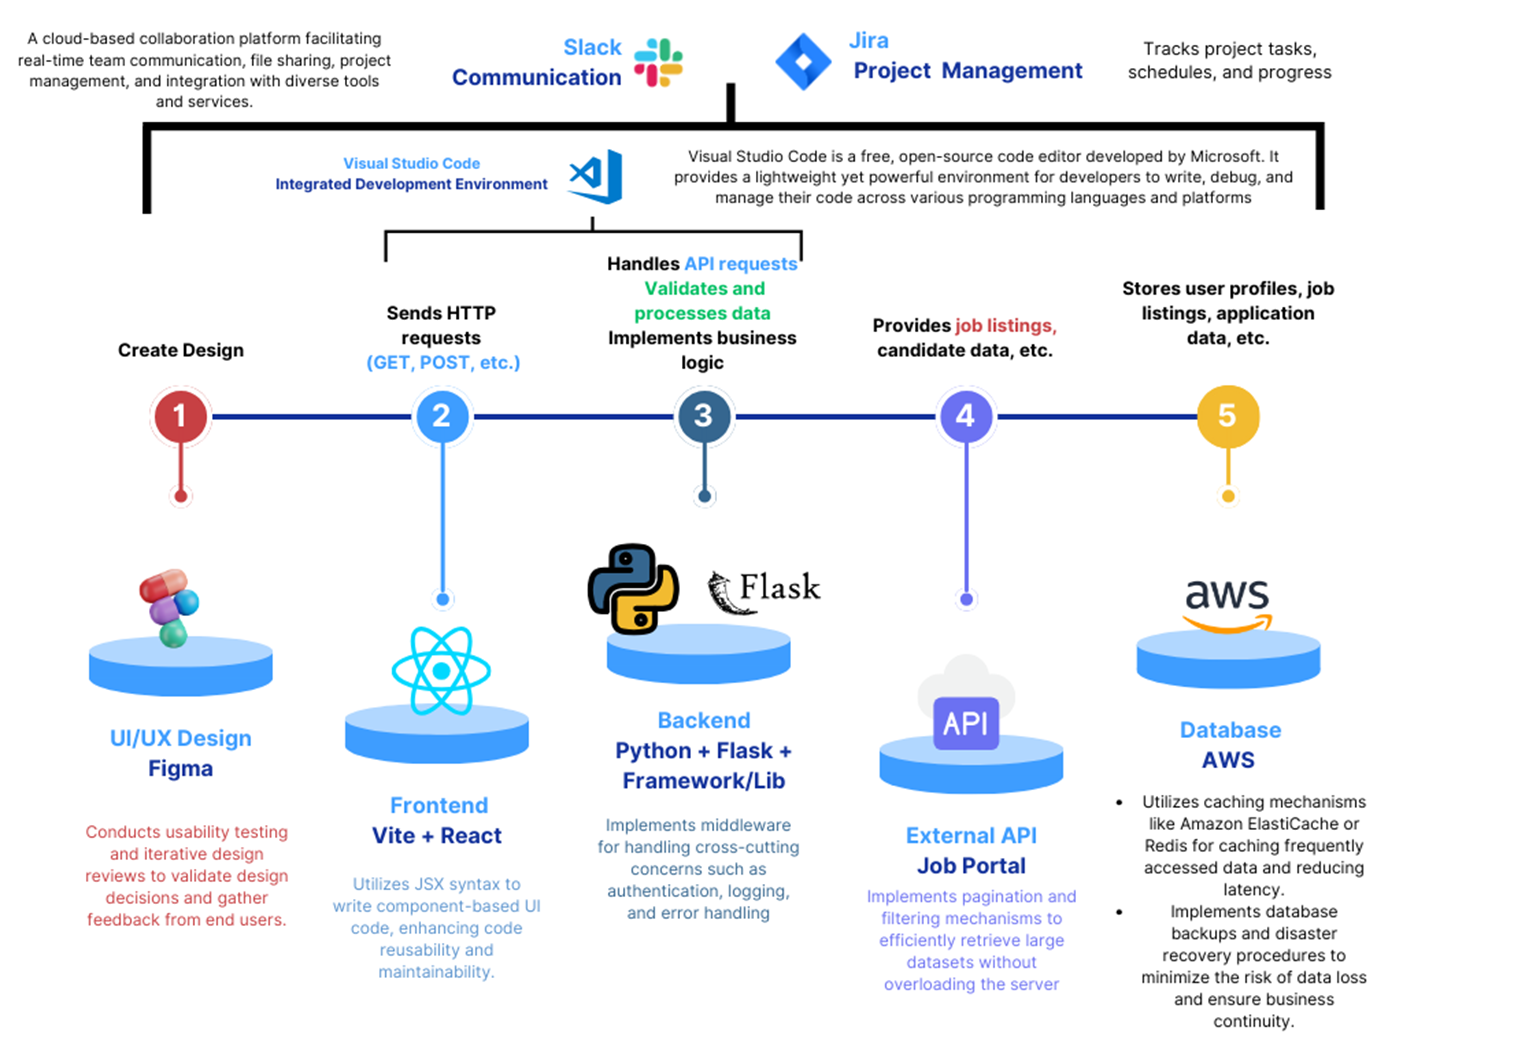 A cloud-based collaboration platform facilitating
real-time team communication, file sharing, project
management, and integration with diverse tools
and services.
Slack
Communication
Jira
Project Management
Tracks project tasks,
schedules, and progress
Visual Studio Code
Integrated Development Environment
Visual Studio Code is a free, open-source code editor developed by Microsoft. It
provides a lightweight yet powerful environment for developers to write, debug, and
manage their code across various programming languages and platforms
Create Design
Sends HTTP
requests
(GET, POST, etc.)
Handles API requests
Validates and
processes data
Implements business
logic
Provides job listings,
candidate data, etc.
Stores user profiles, job
listings, application
data, etc.
1
2
3
4
5
UI/UX Design
Figma
Conducts usability testing
and iterative design
reviews to validate design
decisions and gather
feedback from end users.
Frontend
Vite + React
Utilizes JSX syntax to
write component-based UI
code, enhancing code
reusability and
maintainability.
Flask
Backend
Python + Flask +
Framework/Lib
Implements middleware
for handling cross-cutting
concerns such as
authentication, logging,
and error handling
API
External API
Job Portal
Implements pagination and
filtering mechanisms to
efficiently retrieve large
datasets without
overloading the server
aws
Database
AWS
• Utilizes caching mechanisms
like Amazon ElastiCache or
Redis for caching frequently
accessed data and reducing
latency.
• Implements database
backups and disaster
recovery procedures to
minimize the risk of data loss
and ensure business
continuity.